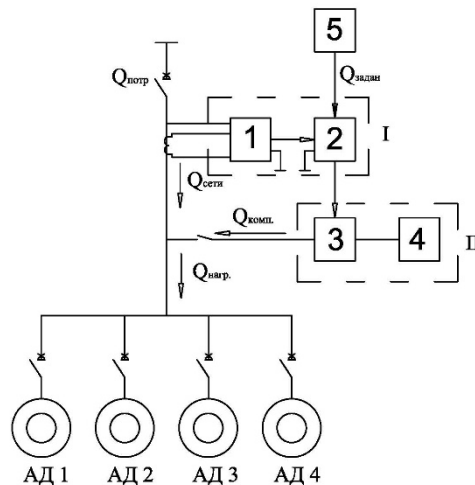 5
Qпотр
Qзадан
1
2
I
Qсети
Qкомп.
3
4
II
Qнагр.
АД 1 АД 2 АД 3 АД 4